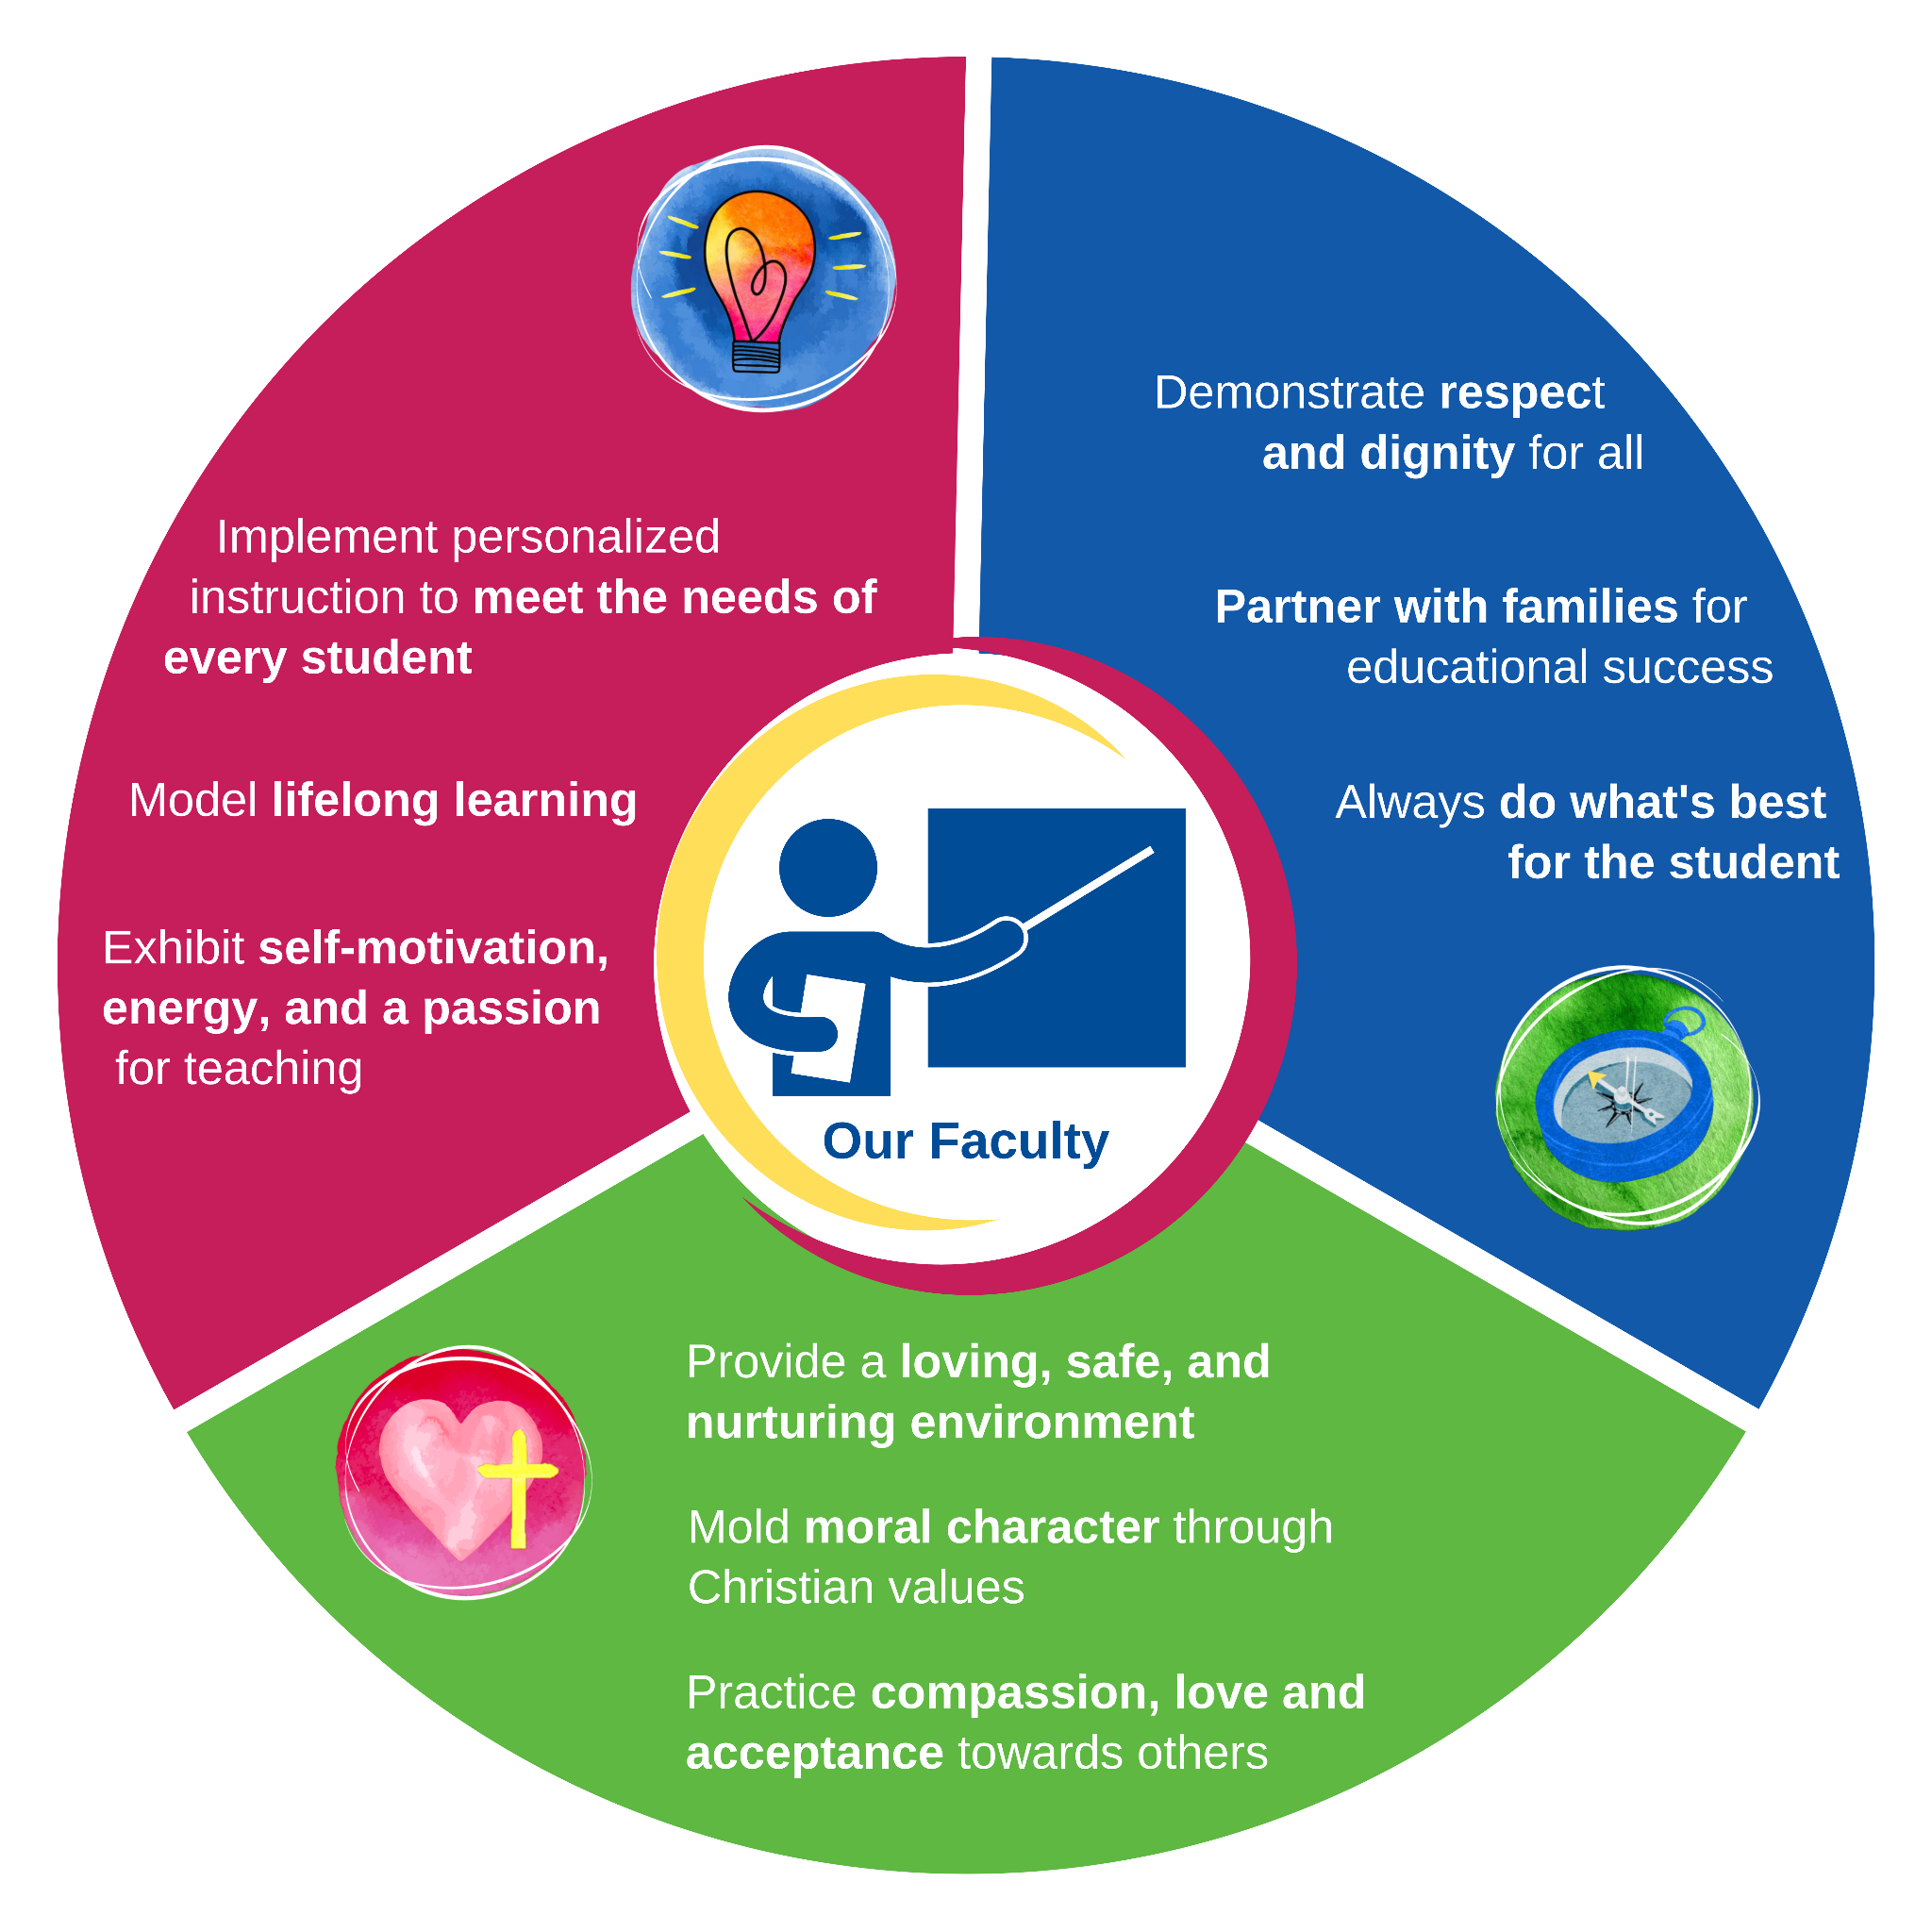 Implement personalized
instruction to meet the needs of
every student
Model lifelong learning
Exhibit self-motivation,
energy, and a passion
for teaching
Demonstrate respect
and dignity for all
Partner with families for
educational success
Always do what's best
for the student
Our Faculty
Provide a loving, safe, and
nurturing environment
Mold moral character through
Christian values
Practice compassion, love and
acceptance towards others